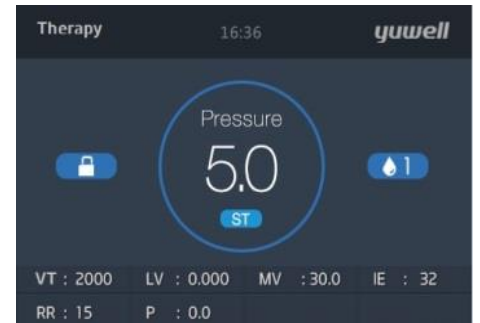 Therapy 16:36 yuwell
Pressure
5.0
1
ST
VT : 2000 LV : 0.000 MV : 30.0 IE : 32
RR : 15 P : 0.0